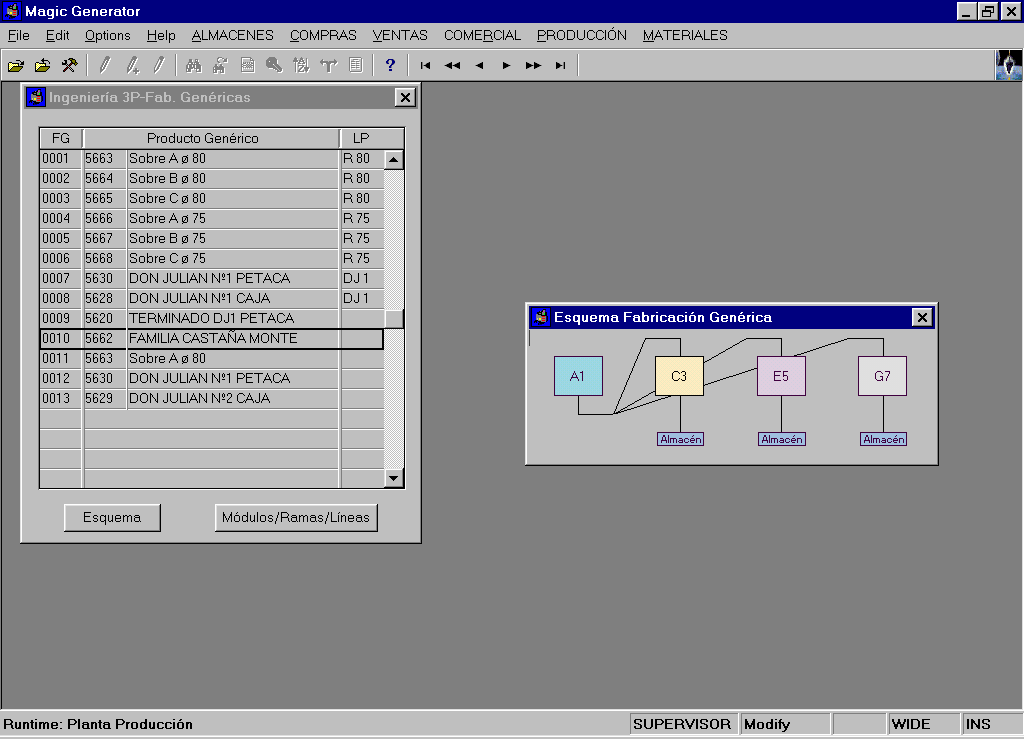 Magic Generator
File Edit Options Help ALMACENES COMPRAS VENTAS COMERCIAL PRODUCCIÓN MATERIALES
Ingeniería 3P-Fab. Genéricas
FG Producto Genérico LP
0001 5663 Sobre A ø 80 R 80
0002 5664 Sobre B ø 80 R 80
0003 5665 Sobre C ø 80 R 80
0004 5666 Sobre A ø 75 R 75
0005 5667 Sobre B ø 75 R 75
0006 5668 Sobre C ø 75 R 75
0007 5630 DON JULIAN Nº1 PETACA DJ 1
0008 5628 DON JULIAN Nº1 CAJA DJ 1
0009 5620 TERMINADO DJ1 PETACA
0010 5662 FAMILIA CASTAÑA MONTE
0011 5663 Sobre A ø 80
0012 5630 DON JULIAN Nº1 PETACA
0013 5629 DON JULIAN Nº2 CAJA
Esquema Módulos/Ramas/Líneas
Esquema Fabricación Genérica
A1 C3 E5 G7
Almacén Almacén Almacén
Runtime: Planta Producción SUPERVISOR Modify WIDE INS